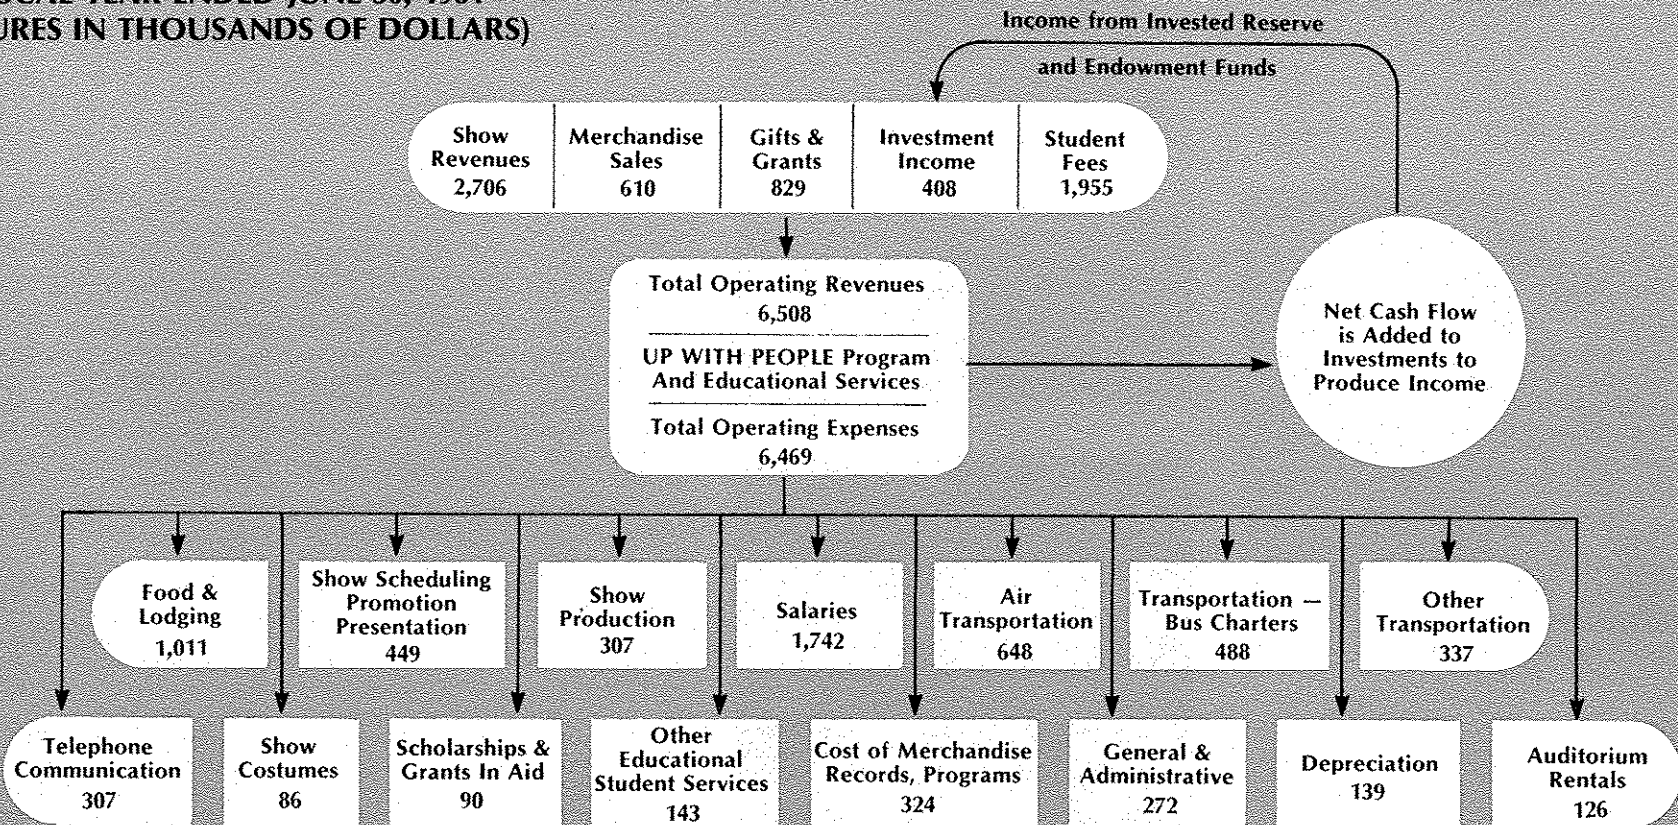 (URES IN THOUSANDS OF DOLLARS)
Income from Invested Reserve
and Endowment Funds
Show
Revenues
2,706
Merchandise
Sales
610
Gifts &
Grants
829
Investment
Income
408
Student
Fees
1,955
Total Operating Revenues
6,508
UP WITH PEOPLE Program
And Educational Services
Total Operating Expenses
6,469
Net Cash Flow
is Added to
Investments to
Produce Income
Food &
Lodging
1,011
Show Scheduling
Promotion
Presentation
449
Show
Production
307
Salaries
1,742
Air
Transportation
648
Transportation —
Bus Charters
488
Other
Transportation
337
Telephone
Communication
307
Show
Costumes
86
Scholarships &
Grants In Aid
90
Other
Educational
Student Services
143
Cost of Merchandise
Records, Programs
324
General &
Administrative
272
Depreciation
139
Auditorium
Rentals
126